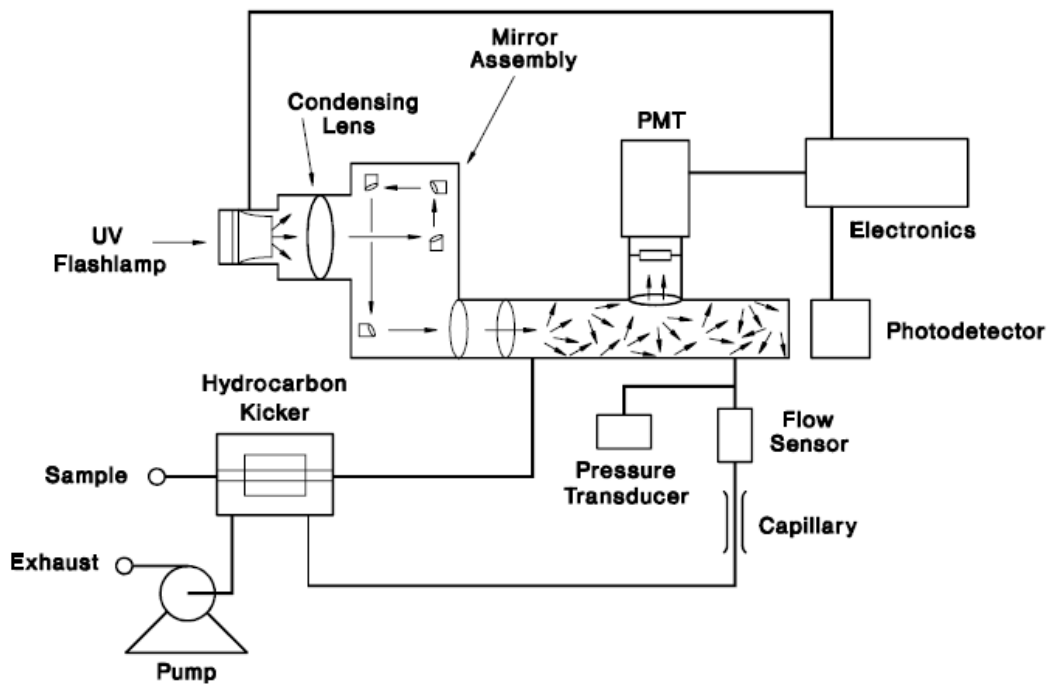 Mirror
Assembly
Condensing
Lens
PMT
UV
Flashlamp
Electronics
Photodetector
Hydrocarbon
Kicker
Flow
Sensor
Sample
Pressure
Transducer
Capillary
Exhaust
Pump